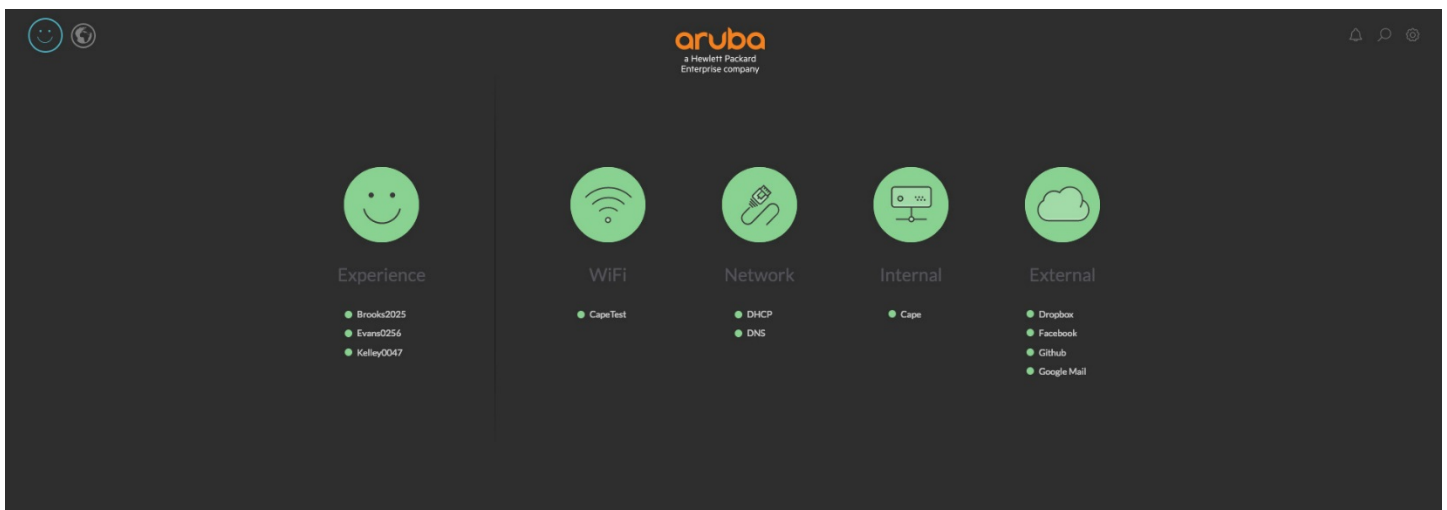 aruba
a Hewlett Packard
Enterprise company
Experience
Brooks2025
Evans0256
Kelley0047
WiFi
CapeTest
Network
DHCP
DNS
Internal
Cape
External
Dropbox
Facebook
Github
Google Mail